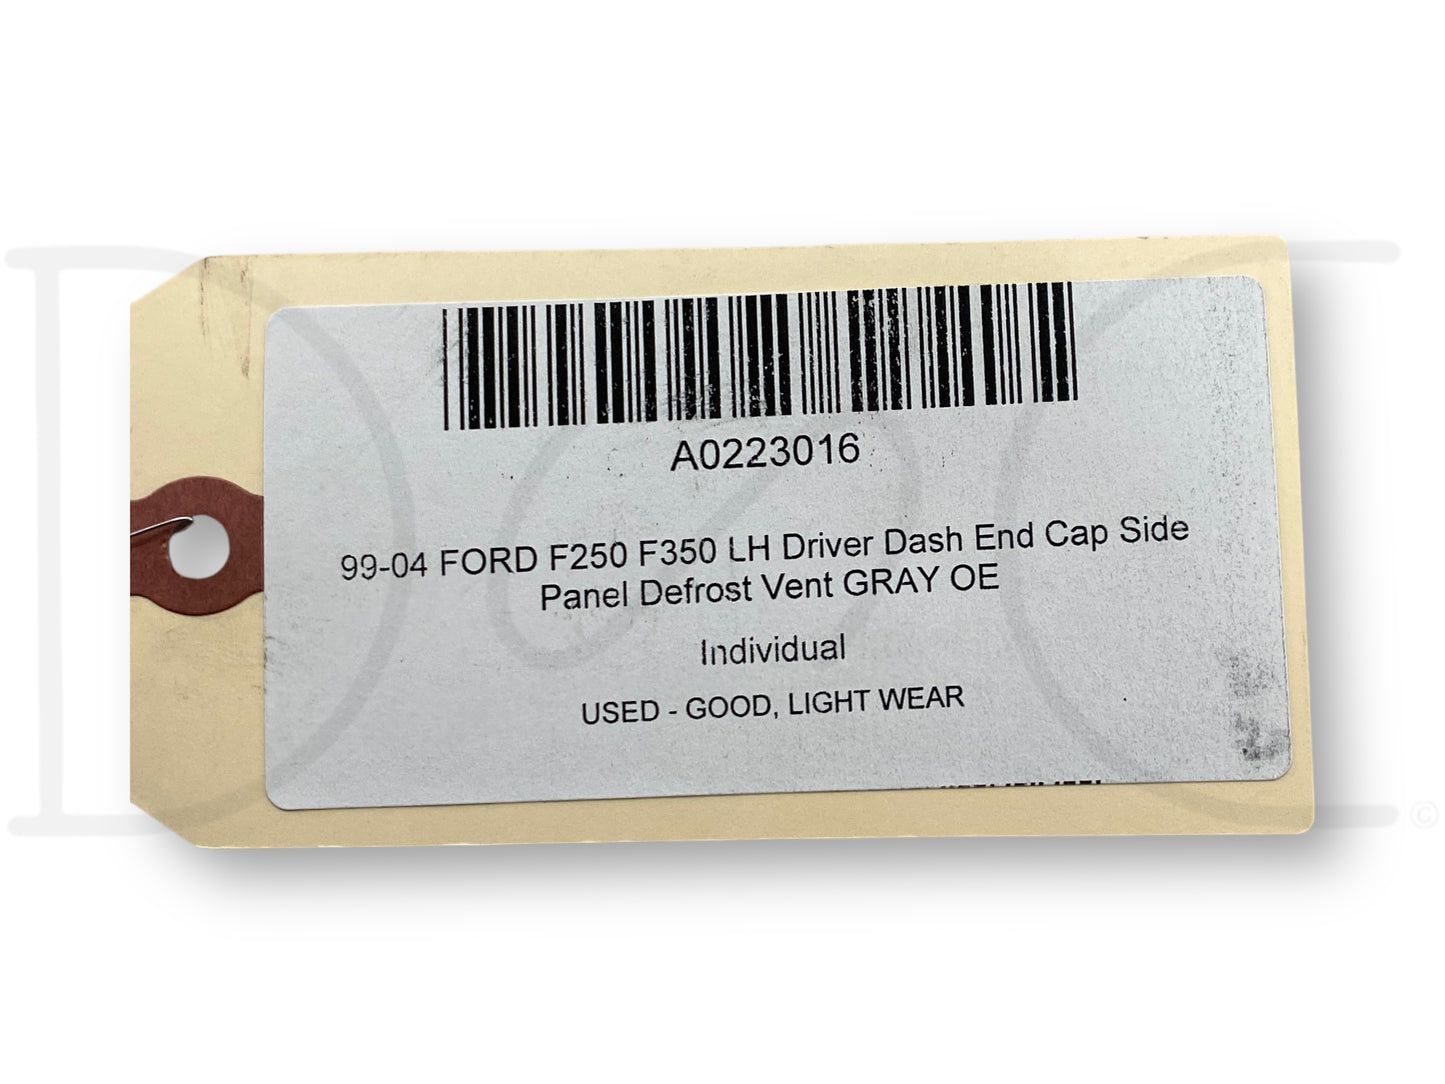 A0223016
99-04 FORD F250 F350 LH Driver Dash End Cap Side
Panel Defrost Vent GRAY OE
Individual
USED - GOOD, LIGHT WEAR
©